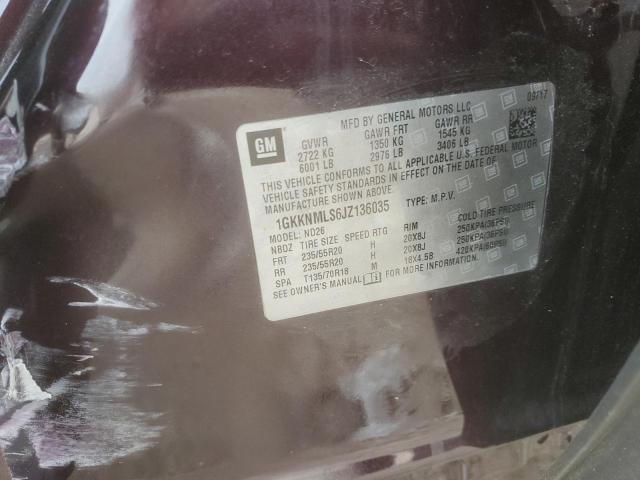 09/17
MFD BY GENERAL MOTORS LLC
GM
GVWR GAWR FRT GAWR RR
2722 KG 1350 KG 1545 KG
6001 LB 2976 LB 3406 LB
THIS VEHICLE CONFORMS TO ALL APPLICABLE U.S. FEDERAL MOTOR
VEHICLE SAFETY STANDARDS IN EFFECT ON THE DATE OF
MANUFACTURE SHOWN ABOVE.
1GKKNMLS6JZ136035 TYPE: M.P.V.
MODEL: ND26
NBDZ TIRE SIZE SPEED RTG RIM COLD TIRE PRESSURE
FRT 235/55R20 H 20X8J 250KPA(36PSI)
RR 235/55R20 H 20X8J 250KPA(36PSI)
SPA T135/70R18 M 18X4.5B 420KPA(60PSI)
SEE OWNER'S MANUAL FOR MORE INFORMATION.